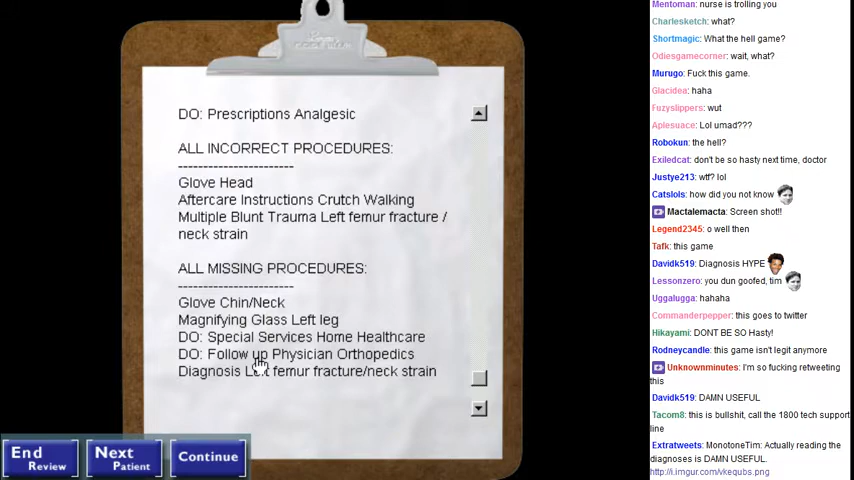 DO: Prescriptions Analgesic
ALL INCORRECT PROCEDURES:
-----------------------
Glove Head
Aftercare Instructions Crutch Walking
Multiple Blunt Trauma Left femur fracture /
neck strain
ALL MISSING PROCEDURES:
-----------------------
Glove Chin/Neck
Magnifying Glass Left leg
DO: Special Services Home Healthcare
DO: Follow up Physician Orthopedics
Diagnosis Left femur fracture/neck strain
End
Review
Next
Patient
Continue
Mentoman: nurse is trolling you
Charlesketch: what?
Shortmagic: What the hell game?
Odiesgamecorner: wait, what?
Murugo: Fuck this game.
Glacidea: haha
Fuzyslippers: wut
Aplesuace: Lol umad???
Robokun: the hell?
Exiledcat: don't be so hasty next time, doctor
Justye213: wtf? lol
Catslols: how did you not know
Mactalemacta: Screen shot!!
Legend2345: o well then
Tafk: this game
Davidk519: Diagnosis HYPE
Lessonzero: you dun goofed, tim
Uggalugga: hahaha
Commanderpepper: this goes to twitter
Hikayami: DONT BE SO Hasty!
Rodneycandle: this game isn't legit anymore
Unknownminutes: I'm so fucking retweeting
this
Davidk519: DAMN USEFUL
Tacom8: this is bullshit, call the 1800 tech support
line
Extratweets: MonotoneTim: Actually reading the
diagnoses is DAMN USEFUL.
http://i.imgur.com/vkequbs.png